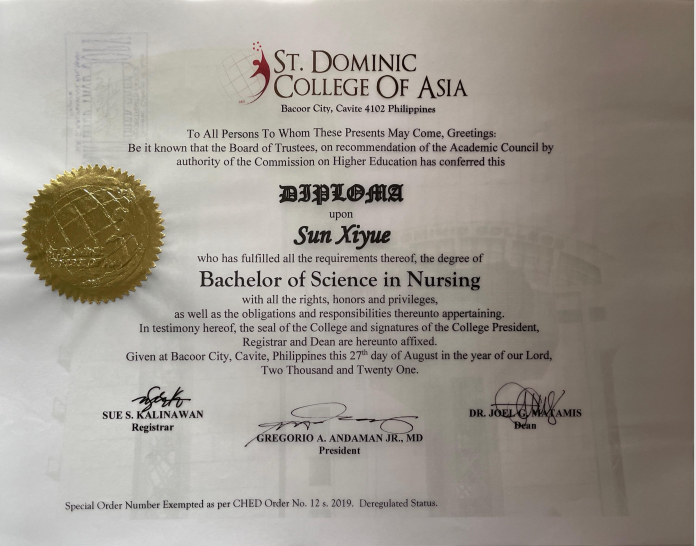 ST. DOMINIC
COLLEGE OF ASIA
Bacoor City, Cavite 4102 Philippines
To All Persons To Whom These Presents May Come, Greetings:
Be it known that the Board of Trustees, on recommendation of the Academic Council by
authority of the Commission on Higher Education has conferred this
DIPLOMA
upon
Sun Xiyue
who has fulfilled all the requirements thereof, the degree of
Bachelor of Science in Nursing
with all the rights, honors and privileges,
as well as the obligations and responsibilities thereunto appertaining.
In testimony hereof, the seal of the College and signatures of the College President,
Registrar and Dean are hereunto affixed.
Given at Bacoor City, Cavite, Philippines this 27th day of August in the year of our Lord,
Two Thousand and Twenty One.
SUE S. KALINAWAN
Registrar
GREGORIO A. ANDAMAN JR., MD
President
DR. JOEL G. MATAMIS
Dean
Special Order Number Exempted as per CHED Order No. 12 s. 2019. Deregulated Status.